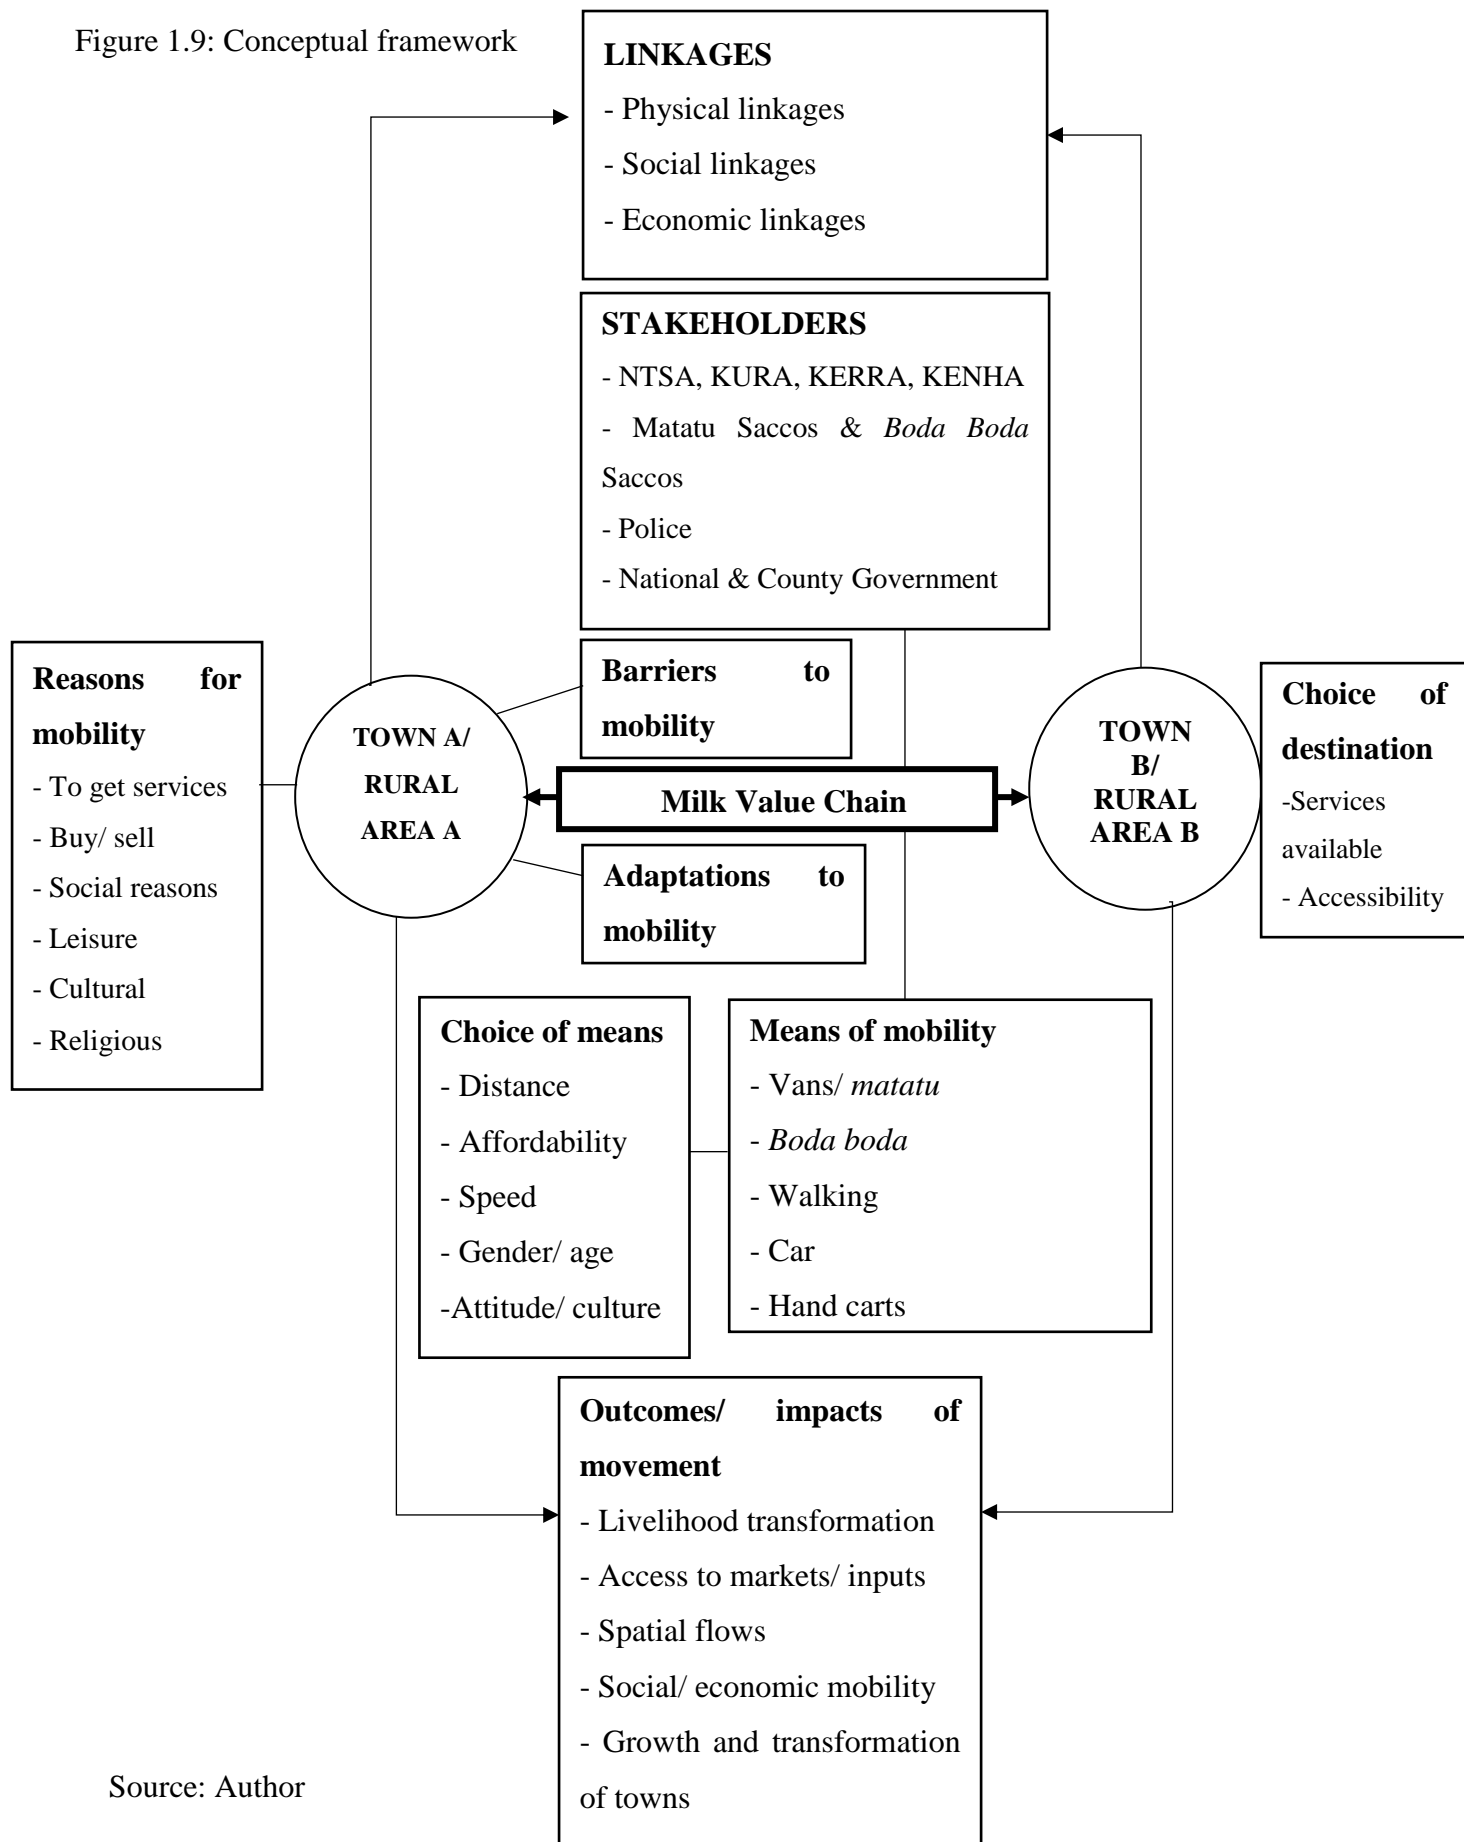 Figure 1.9: Conceptual framework
LINKAGES
- Physical linkages
- Social linkages
- Economic linkages
STAKEHOLDERS
- NTSA, KURA, KERRA, KENHA
- Matatu Saccos & Boda Boda
Saccos
- Police
- National & County Government
Reasons for
mobility
- To get services
- Buy/ sell
- Social reasons
- Leisure
- Cultural
- Religious
TOWN A/
RURAL
AREA A
Barriers to
mobility
Milk Value Chain
Adaptations to
mobility
TOWN
B/
RURAL
AREA B
Choice of
destination
-Services
available
- Accessibility
Choice of means
- Distance
- Affordability
- Speed
- Gender/ age
-Attitude/ culture
Means of mobility
- Vans/ matatu
- Boda boda
- Walking
- Car
- Hand carts
Outcomes/ impacts of
movement
- Livelihood transformation
- Access to markets/ inputs
- Spatial flows
- Social/ economic mobility
- Growth and transformation
of towns
Source: Author